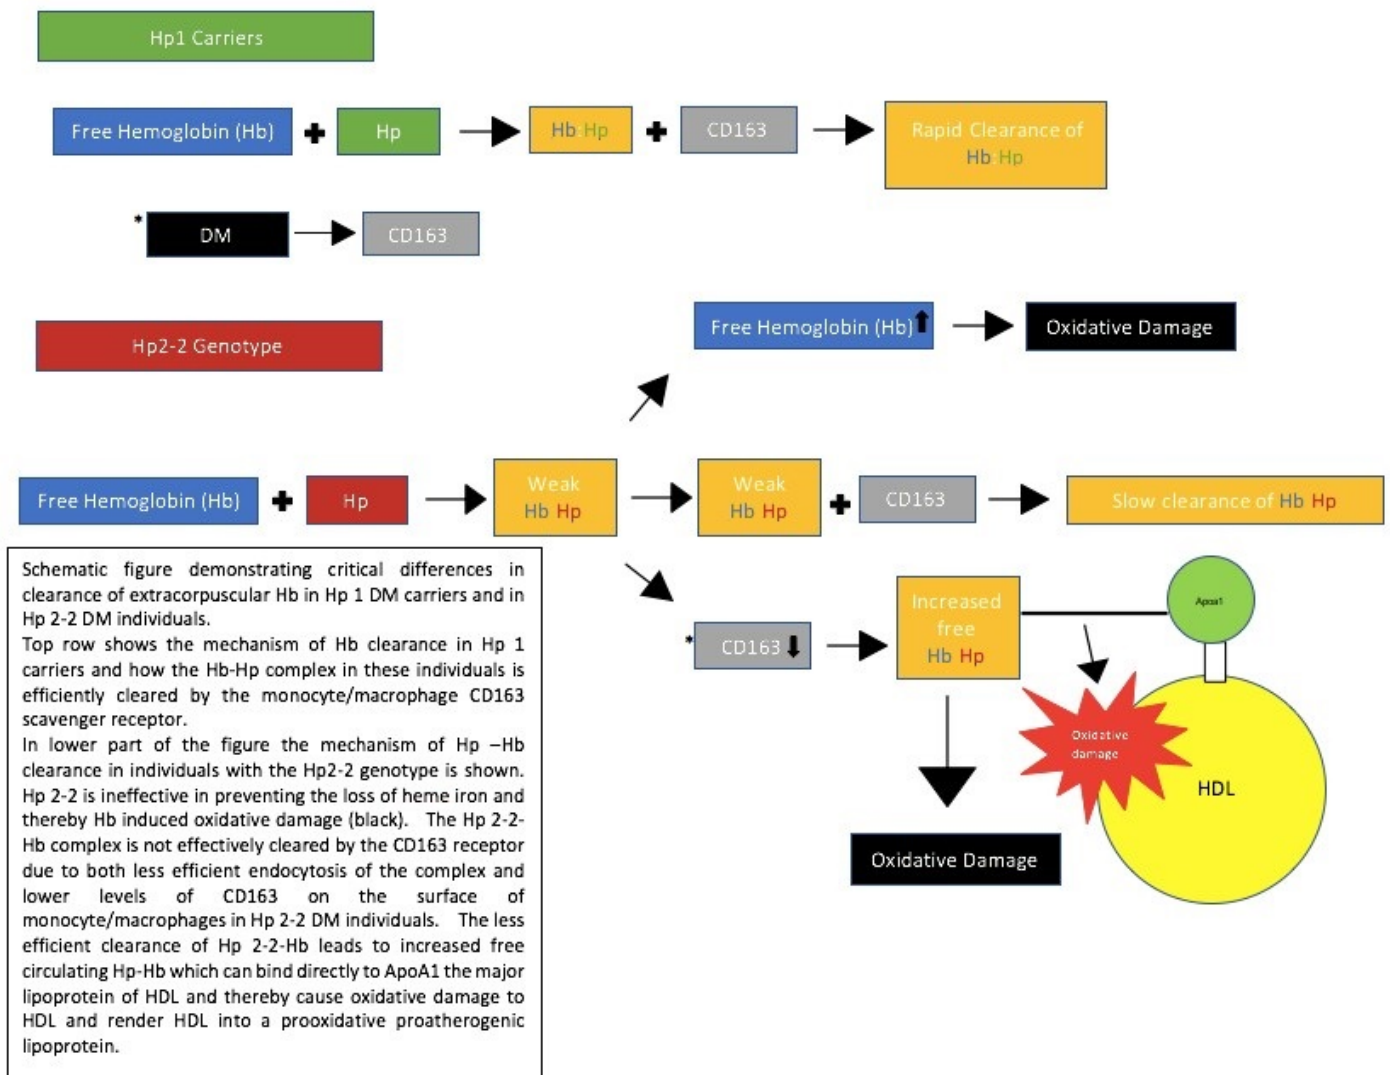 Hp1 Carriers
Free Hemoglobin (Hb) + Hp Hb:Hp + CD163 Rapid Clearance of
Hb:Hp
* DM CD163
Free Hemoglobin (Hb) Oxidative Damage
Hp2-2 Genotype
Free Hemoglobin (Hb) + Hp
Weak
Hb Hp
Weak
Hb Hp
+ CD163
Slow clearance of Hb Hp
* CD163
Increased
free
Hb Hp
Apoa1
Oxidative
damage
HDL
Oxidative Damage
Schematic figure demonstrating critical differences in
clearance of extracorpuscular Hb in Hp 1 DM carriers and in
Hp 2-2 DM individuals.
Top row shows the mechanism of Hb clearance in Hp 1
carriers and how the Hb-Hp complex in these individuals is
efficiently cleared by the monocyte/macrophage CD163
scavenger receptor.
In lower part of the figure the mechanism of Hp –Hb
clearance in individuals with the Hp2-2 genotype is shown.
Hp 2-2 is ineffective in preventing the loss of heme iron and
thereby Hb induced oxidative damage (black). The Hp 2-2-
Hb complex is not effectively cleared by the CD163 receptor
due to both less efficient endocytosis of the complex and
lower levels of CD163 on the surface of
monocyte/macrophages in Hp 2-2 DM individuals. The less
efficient clearance of Hp 2-2-Hb leads to increased free
circulating Hp-Hb which can bind directly to ApoA1 the major
lipoprotein of HDL and thereby cause oxidative damage to
HDL and render HDL into a prooxidative proatherogenic
lipoprotein.